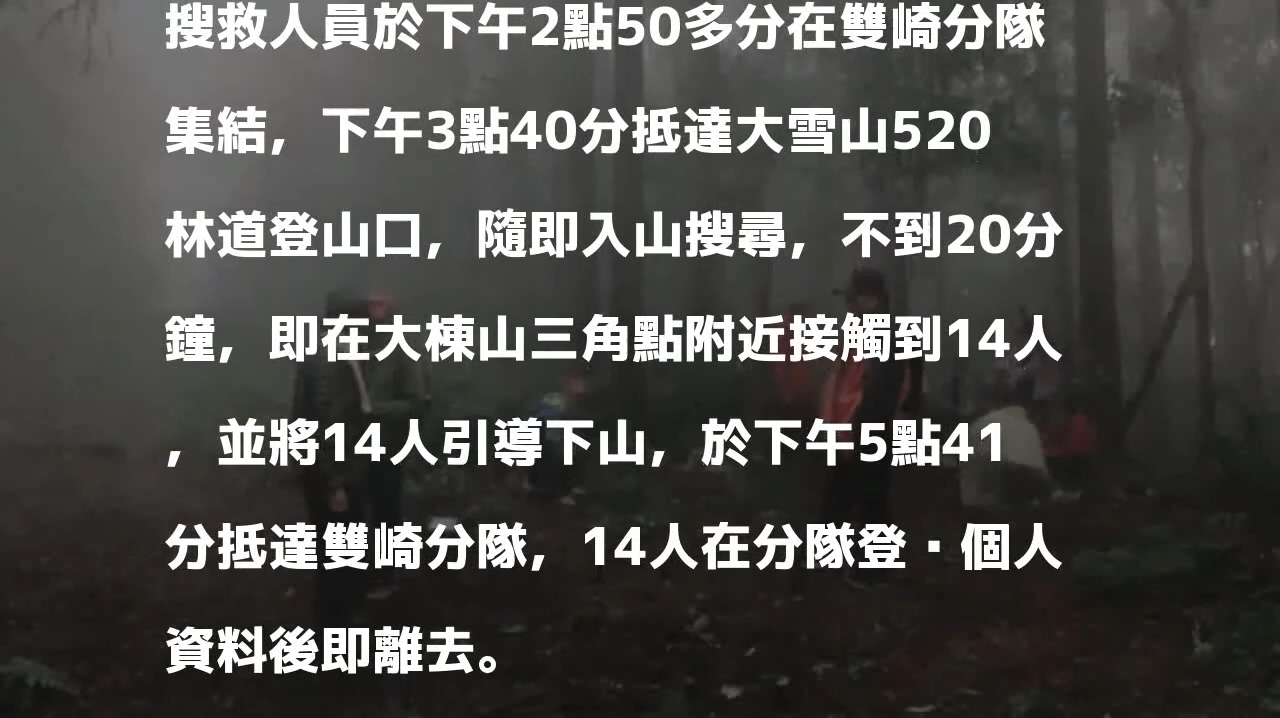 搜救人員於下午2點50多分在雙崎分隊
集結，下午3點40分抵達大雪山520
林道登山口，隨即入山搜尋，不到20分
鐘，即在大棟山三角點附近接觸到14人
，並將14人引導下山，於下午5點41
分抵達雙崎分隊，14人在分隊登▪個人
資料後即離去。